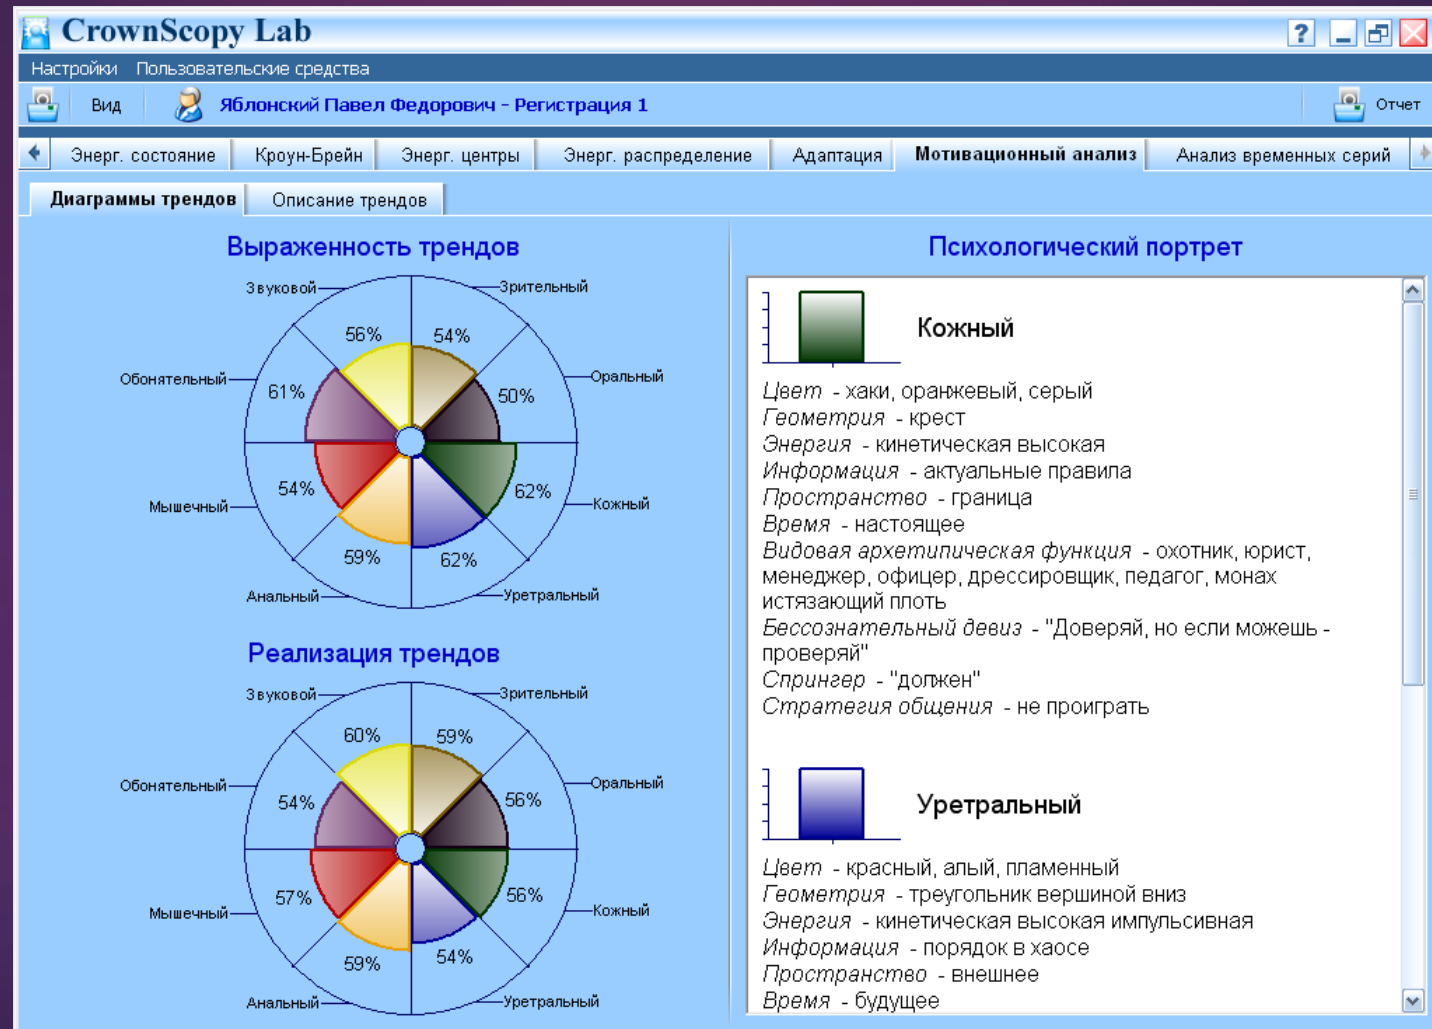 CrownScopy Lab
?
Настройки Пользовательские средства
Вид
Яблонский Павел Федорович - Регистрация 1
Отчет
Энерг. состояние
Кроун-Брейн
Энерг. центры
Энерг. распределение
Адаптация
Мотивационный анализ
Анализ временных серий
Диаграммы трендов
Описание трендов
Выраженность трендов
Звуковой
Зрительный
56%
54%
Обонятельный
61%
50%
Оральный
Мышечный
54%
62%
Кожный
59%
62%
Анальный
Уретральный
Реализация трендов
Звуковой
Зрительный
60%
59%
Обонятельный
54%
56%
Оральный
Мышечный
57%
56%
Кожный
59%
54%
Анальный
Уретральный
Психологический портрет
Кожный
Цвет - хаки, оранжевый, серый
Геометрия - крест
Энергия - кинетическая высокая
Информация - актуальные правила
Пространство - граница
Время - настоящее
Видовая архетипическая функция - охотник, юрист,
менеджер, офицер, дрессировщик, педагог, монах
истязающий плоть
Бессознательный девиз - "Доверяй, но если можешь -
проверяй"
Спрингер - "должен"
Стратегия общения - не проиграть
Уретральный
Цвет - красный, алый, пламенный
Геометрия - треугольник вершиной вниз
Энергия - кинетическая высокая импульсивная
Информация - порядок в хаосе
Пространство - внешнее
Время - будущее